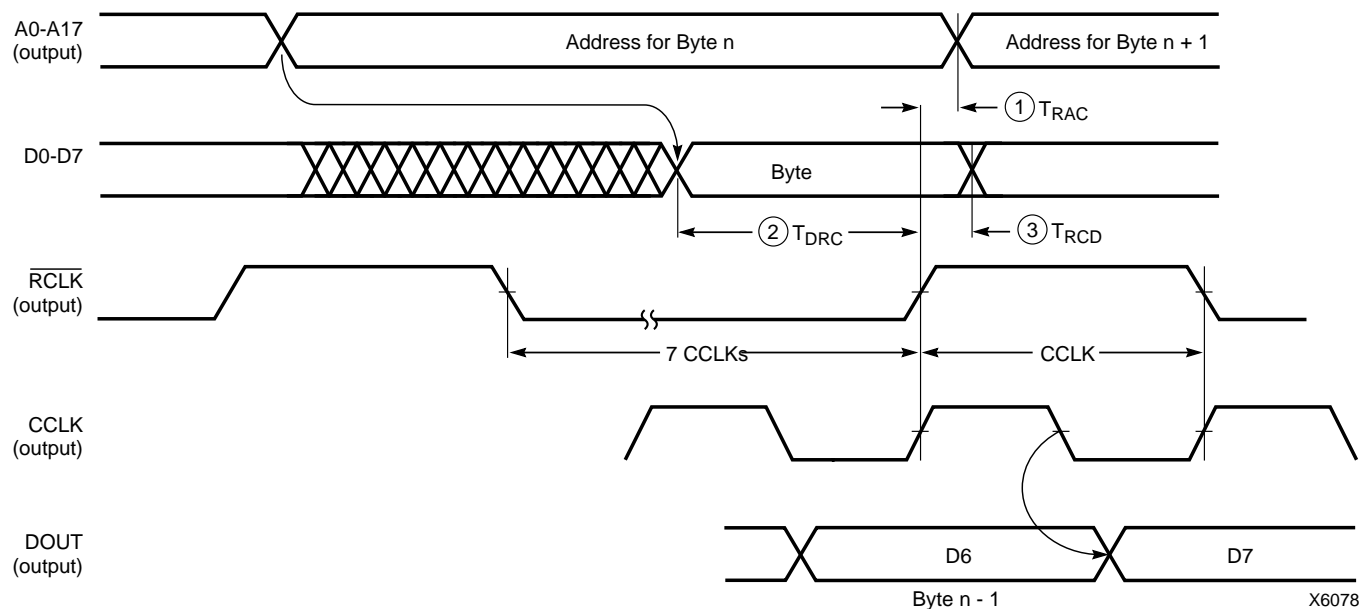 A0-A17
(output)
Address for Byte n
Address for Byte n + 1
1 TRAC
D0-D7
Byte
2 TDRC
3 TRCD
RCLK
(output)
7 CCLKs
CCLK
CCLK
(output)
DOUT
(output)
D6
D7
Byte n - 1
X6078